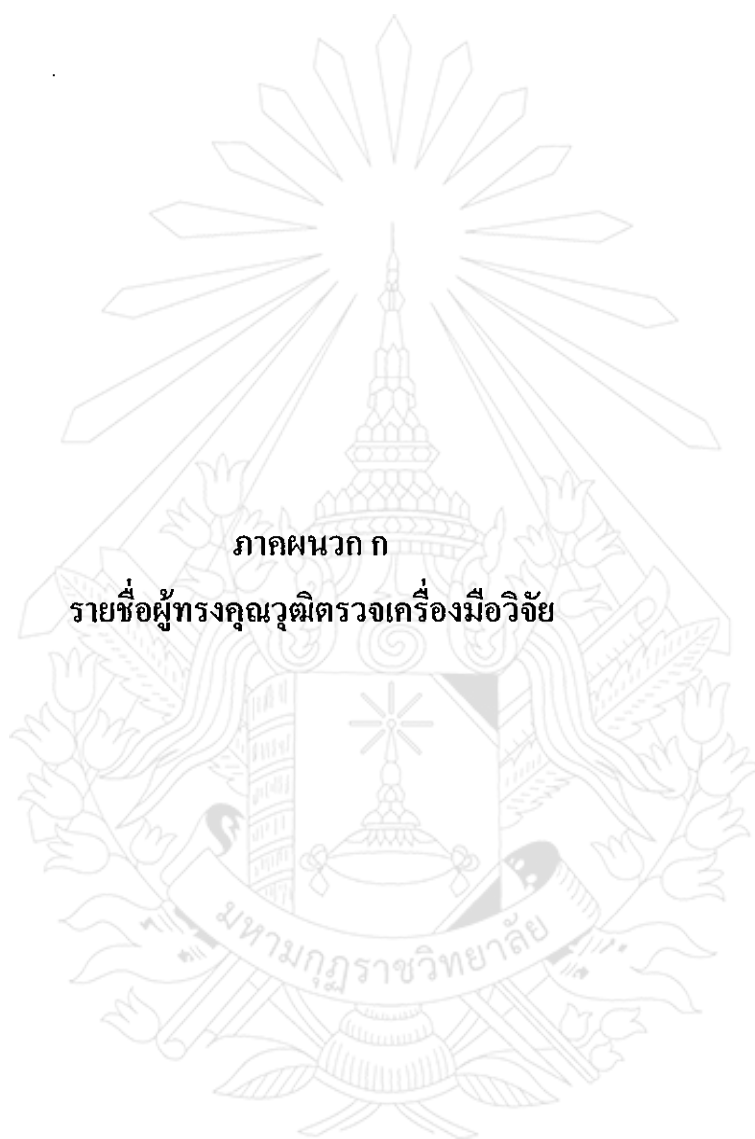 ภาคผนวก ก
รายชื่อผู้ทรงคุณวุฒิตรวจเครื่องมือวิจัย
มหามกุฏราชวิทยาลัย